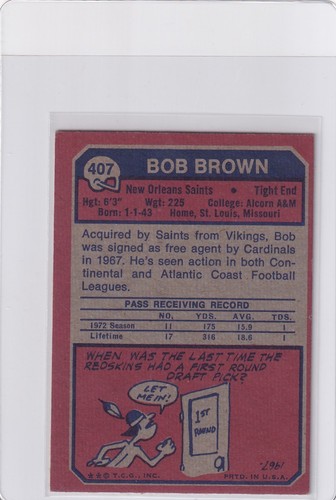 407
BOB BROWN
New Orleans Saints • Tight End
Hgt: 6'3" Wgt: 225 College: Alcorn A&M
Born: 1-1-43 Home, St. Louis, Missouri
Acquired by Saints from Vikings, Bob
was signed as free agent by Cardinals
in 1967. He's seen action in both Con-
tinental and Atlantic Coast Football
Leagues.
PASS RECEIVING RECORD
NO. YDS. AV'GE. TDS.
1972 Season 11 175 15.9 1
Lifetime 17 316 18.6 1
WHEN WAS THE LAST TIME THE
REDSKINS HAD A FIRST ROUND
DRAFT PICK?
LET
ME IN!
1ST
ROUND
1967.
★★ © T.C.G., INC. PRTD. IN U.S.A.